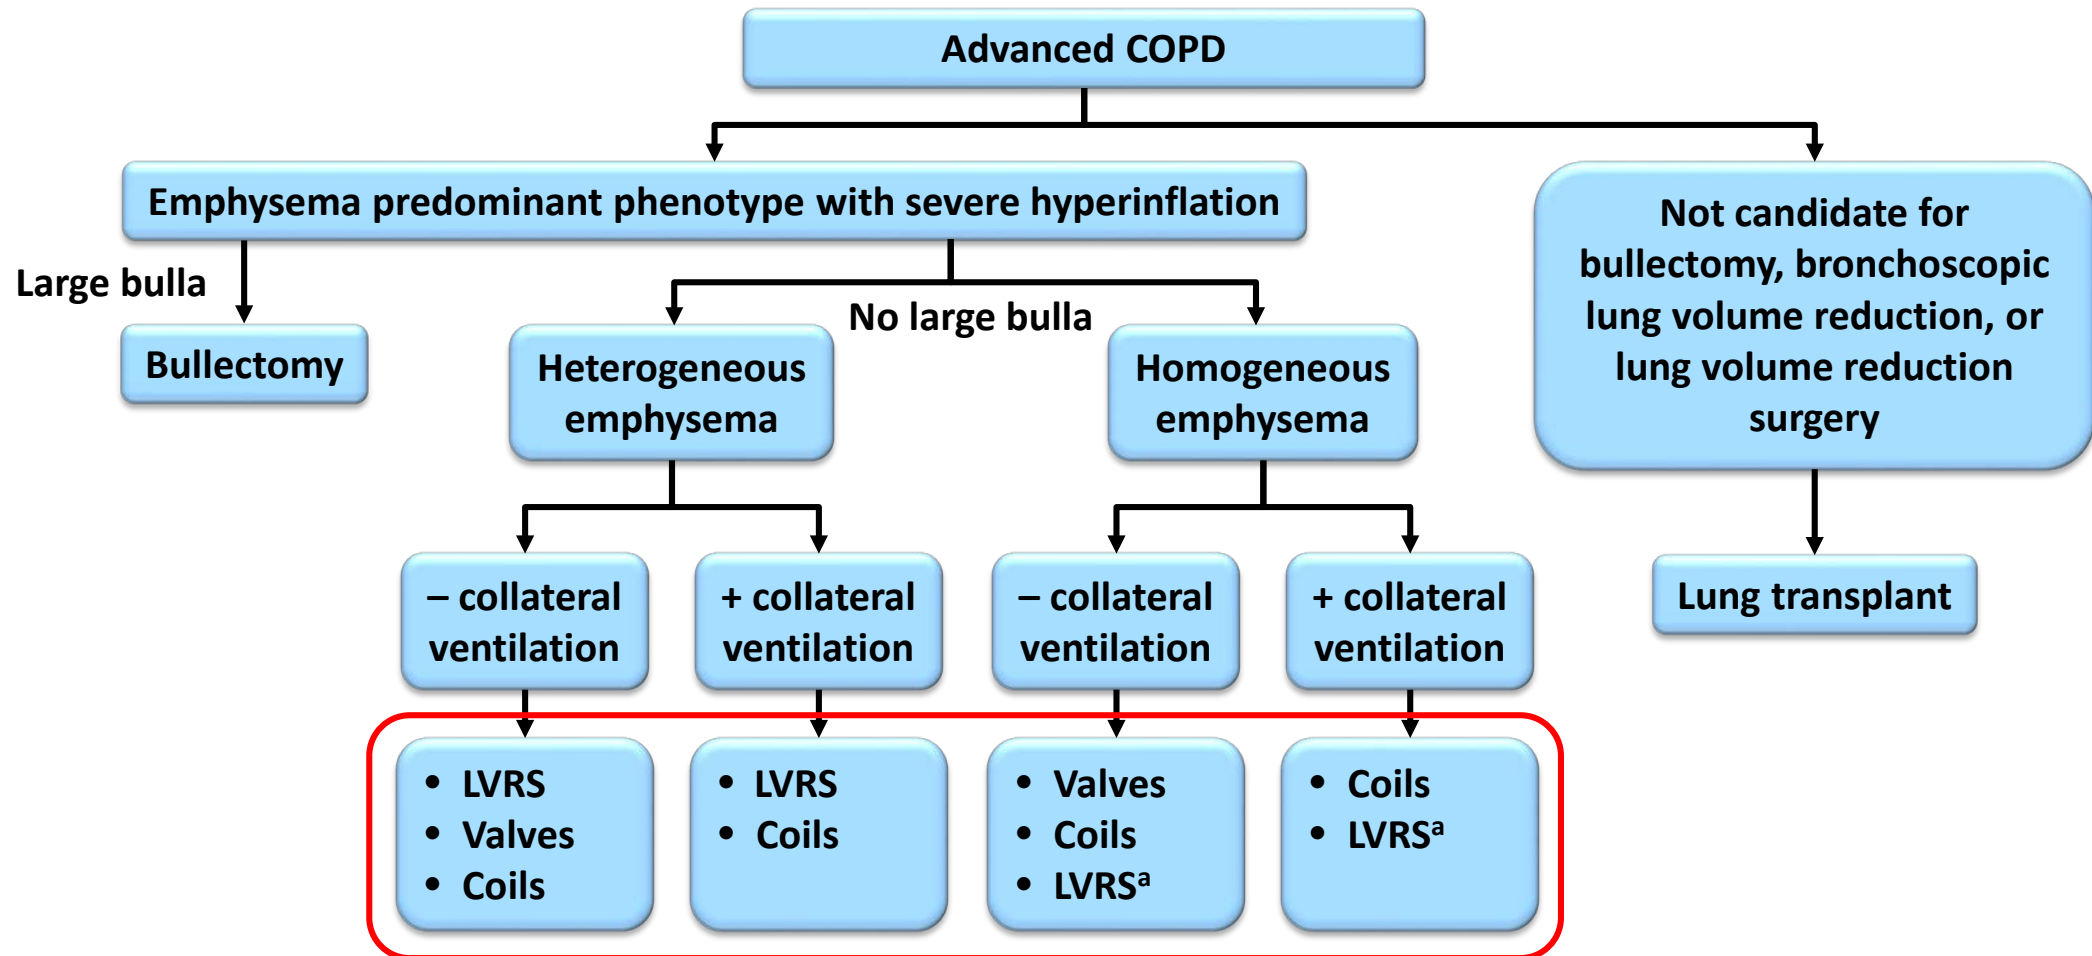 Advanced COPD
Emphysema predominant phenotype with severe hyperinflation
Not candidate for
bullectomy, bronchoscopic
lung volume reduction, or
lung volume reduction
surgery
Large bulla
No large bulla
Bullectomy
Heterogeneous
emphysema
Homogeneous
emphysema
– collateral
ventilation
+ collateral
ventilation
– collateral
ventilation
+ collateral
ventilation
Lung transplant
• LVRS
• Valves
• Coils
• LVRS
• Coils
• Valves
• Coils
• LVRSᵃ
• Coils
• LVRSᵃ